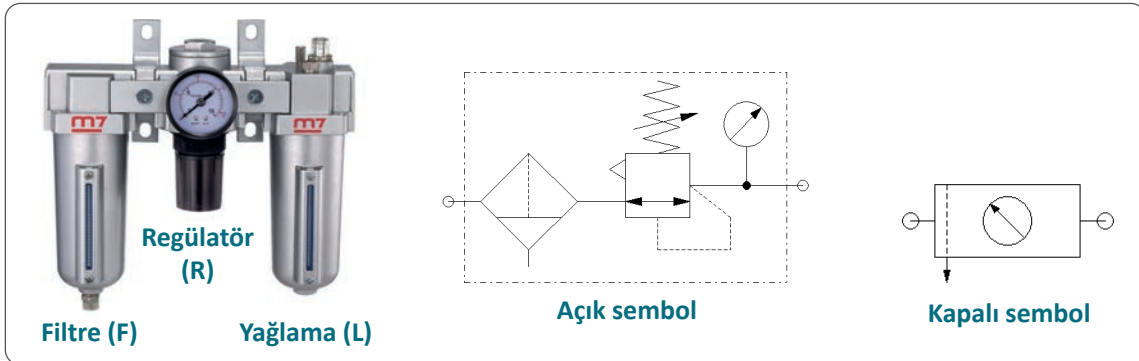 m7
m7
Regülatör
(R)
Filtre (F)
Yağlama (L)
Açık sembol
Kapalı sembol